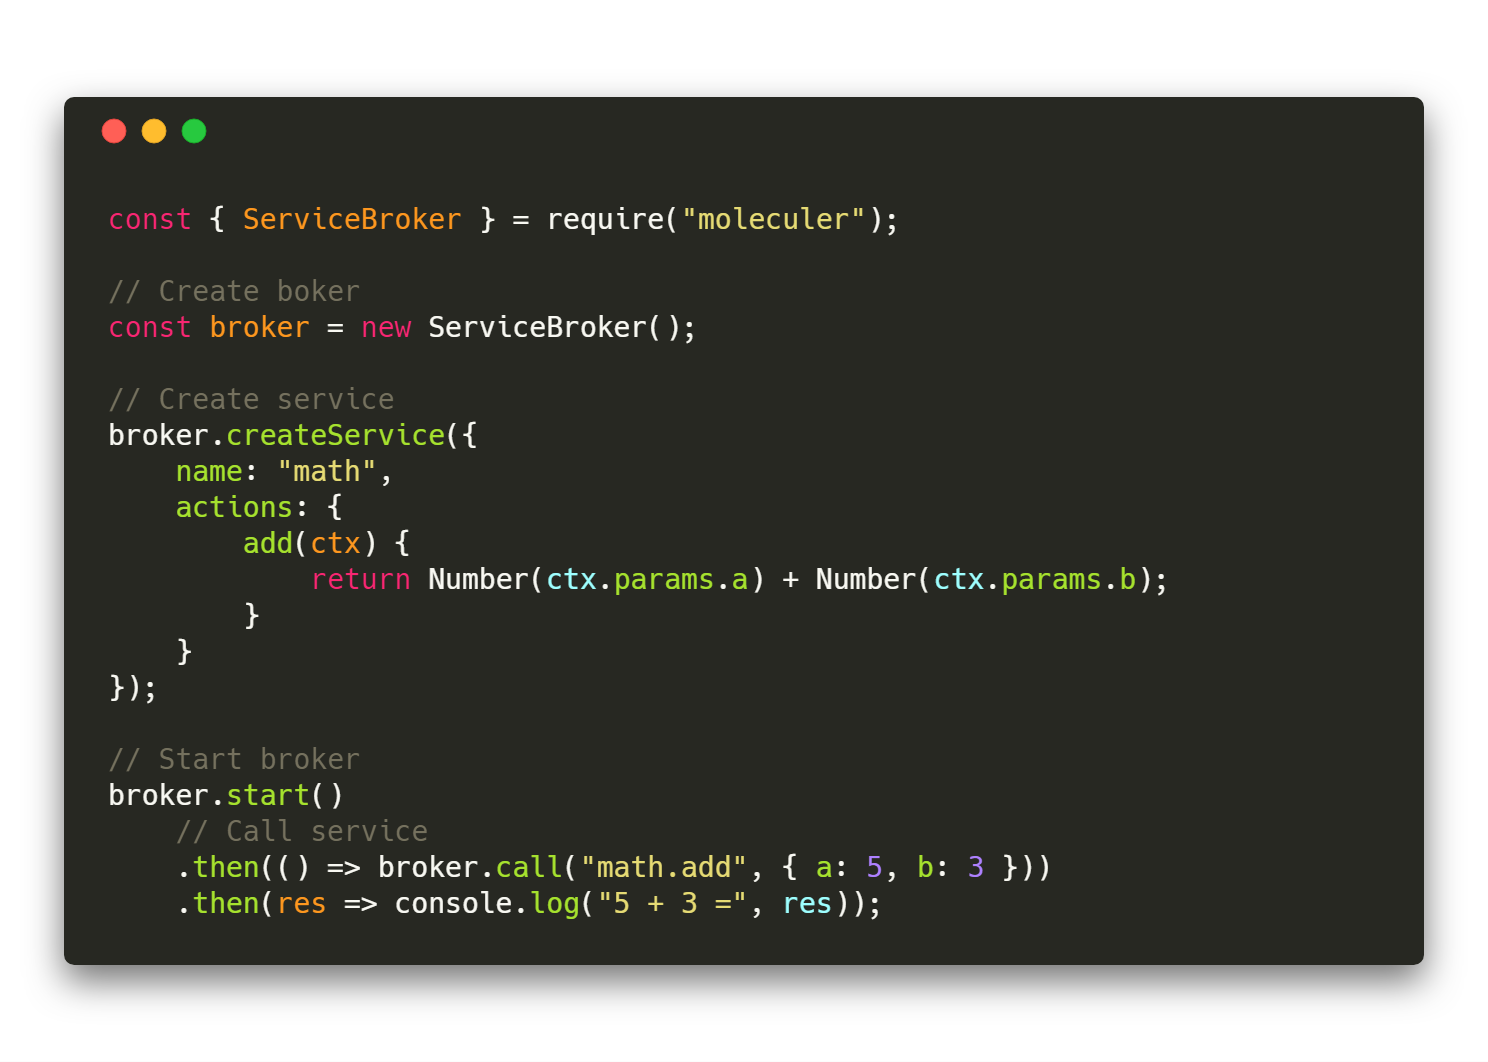 const { ServiceBroker } = require("moleculer");

// Create boker
const broker = new ServiceBroker();

// Create service
broker.createService({
    name: "math",
    actions: {
        add(ctx) {
            return Number(ctx.params.a) + Number(ctx.params.b);
        }
    }
});

// Start broker
broker.start()
    // Call service
    .then(() => broker.call("math.add", { a: 5, b: 3 }))
    .then(res => console.log("5 + 3 =", res));